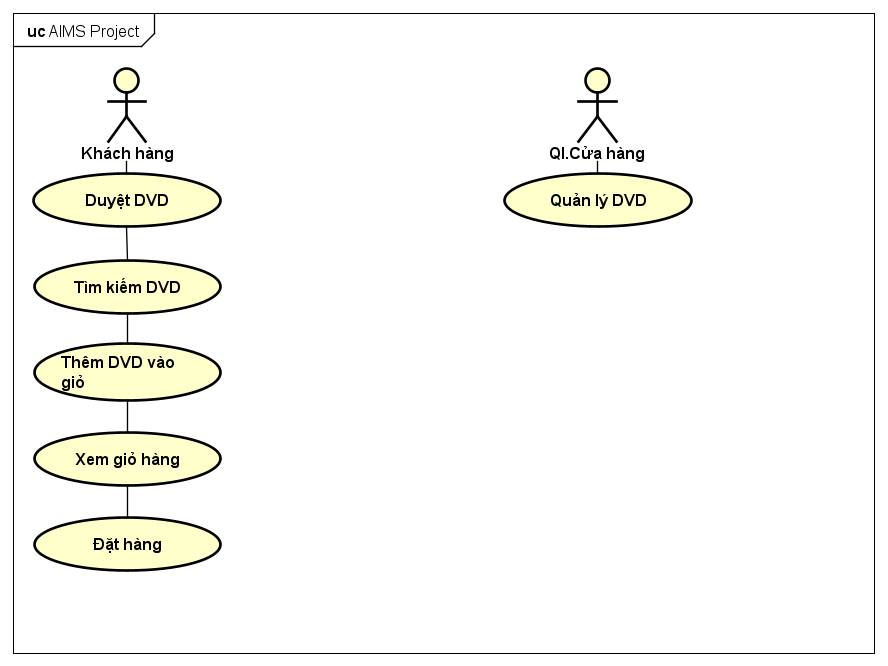 uc AIMS Project
Khách hàng
Ql.Cửa hàng
Duyệt DVD
Quản lý DVD
Tìm kiếm DVD
Thêm DVD vào
giỏ
Xem giỏ hàng
Đặt hàng